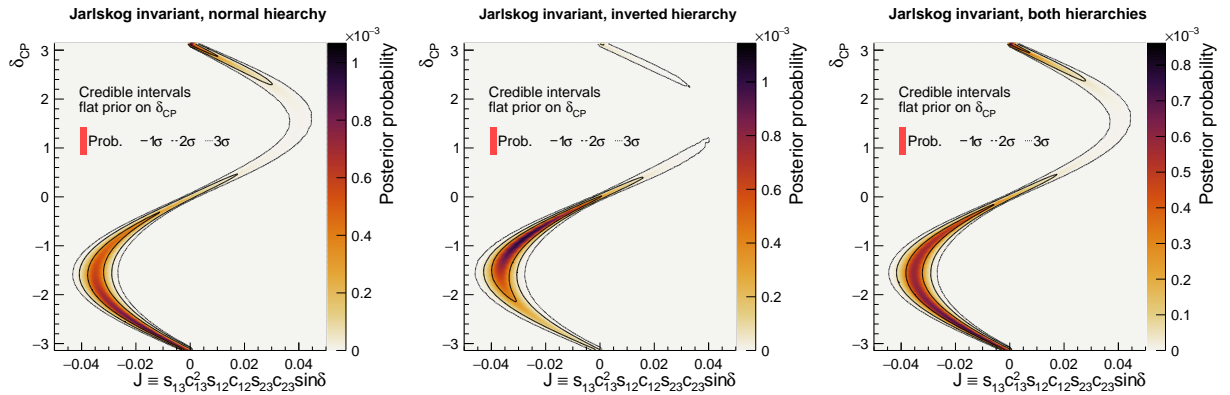 Jarlskog invariant, normal hiearchy
×10⁻³
δCP
3
2
1
0
−1
−2
−3
Credible intervals
flat prior on δCP
Prob. −1σ ··2σ ···3σ
1
0.8
0.6
0.4
0.2
0
Posterior probability
−0.04 −0.02 0 0.02 0.04
J ≡ s₁₃c²₁₃s₁₂c₁₂s₂₃c₂₃sinδ
Jarlskog invariant, inverted hierarchy
×10⁻³
δCP
3
2
1
0
−1
−2
−3
Credible intervals
flat prior on δCP
Prob. −1σ ··2σ ···3σ
1
0.8
0.6
0.4
0.2
0
Posterior probability
−0.04 −0.02 0 0.02 0.04
J ≡ s₁₃c²₁₃s₁₂c₁₂s₂₃c₂₃sinδ
Jarlskog invariant, both hierarchies
×10⁻³
δCP
3
2
1
0
−1
−2
−3
Credible intervals
flat prior on δCP
Prob. −1σ ··2σ ···3σ
0.8
0.7
0.6
0.5
0.4
0.3
0.2
0.1
0
Posterior probability
−0.04 −0.02 0 0.02 0.04
J ≡ s₁₃c²₁₃s₁₂c₁₂s₂₃c₂₃sinδ